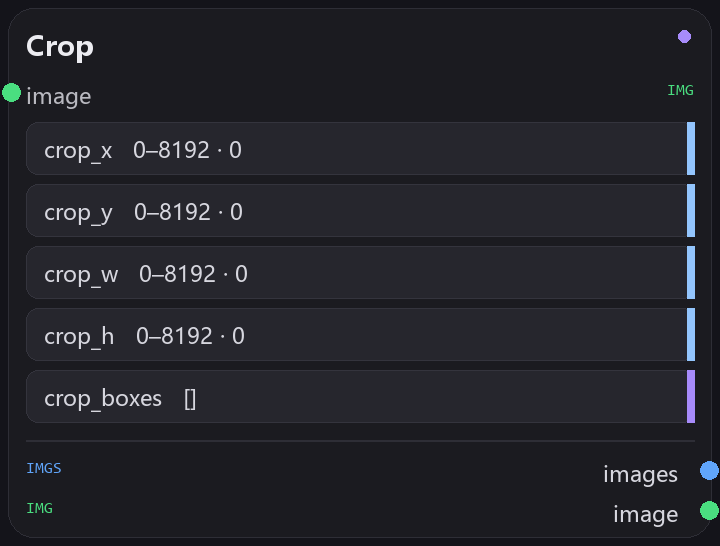 Crop
image IMG
crop_x 0–8192 · 0
crop_y 0–8192 · 0
crop_w 0–8192 · 0
crop_h 0–8192 · 0
crop_boxes []
IMGS images
IMG image